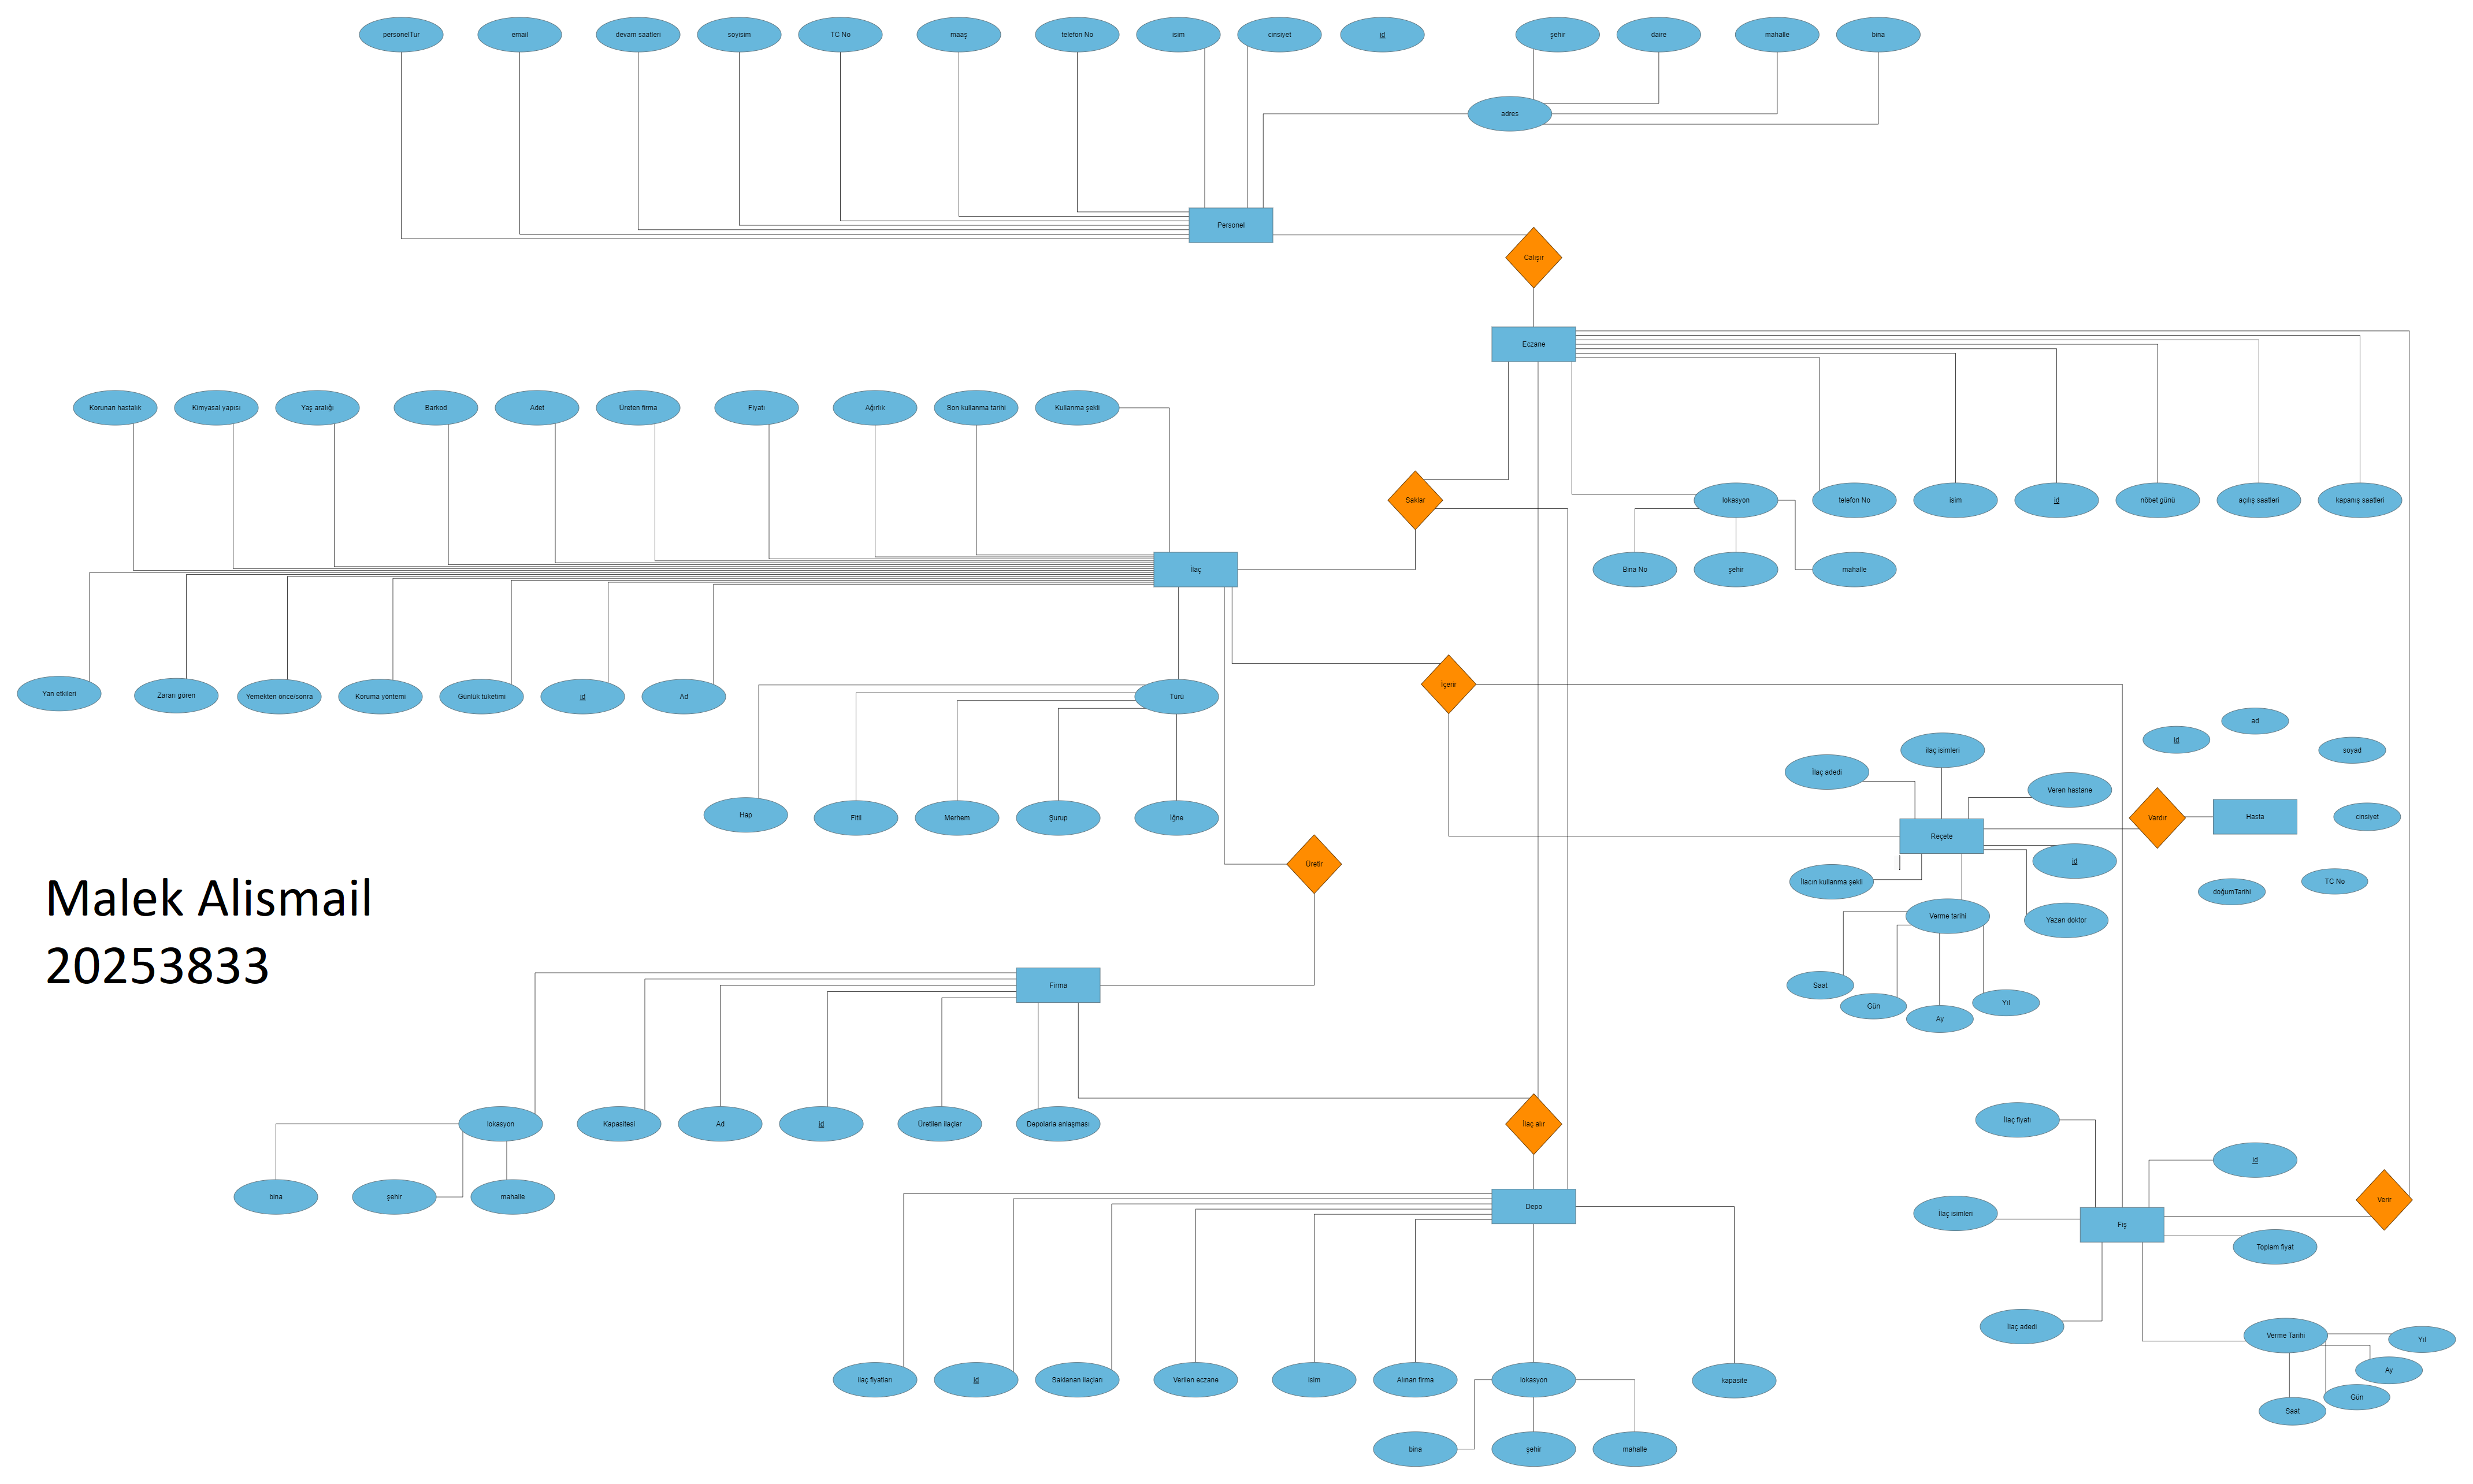 personelTur
email
devam saatleri
soyisim
TC No
maaş
telefon No
isim
cinsiyet
id
şehir
daire
mahalle
bina
adres
Personel
Calışır
Eczane
Korunan hastalık
Kimyasal yapısı
Yaş aralığı
Barkod
Adet
Üreten firma
Fiyatı
Ağırlık
Son kullanma tarihi
Kullanma şekli
Saklar
lokasyon
telefon No
isim
id
nöbet günü
açılış saatleri
kapanış saatleri
İlaç
Bina No
şehir
mahalle
Yan etkileri
Zararı gören
Yemekten önce/sonra
Koruma yöntemi
Günlük tüketimi
id
Ad
Türü
İçerir
Hap
Fitil
Merhem
Şurup
İğne
ad
id
soyad
ilaç isimleri
İlaç adedi
Veren hastane
Vardır
Hasta
cinsiyet
Reçete
id
İlacın kullanma şekli
TC No
doğumTarihi
Verme tarihi
Yazan doktor
Saat
Gün
Ay
Yıl
Üretir
Malek Alismail
20253833
Firma
lokasyon
Kapasitesi
Ad
id
Üretilen ilaçlar
Depolarla anlaşması
İlaç alır
bina
şehir
mahalle
Depo
İlaç fiyatı
id
İlaç isimleri
Verir
Fiş
Toplam fiyat
İlaç adedi
Verme Tarihi
Yıl
Ay
Gün
Saat
ilaç fiyatları
id
Saklanan ilaçları
Verilen eczane
isim
Alınan firma
lokasyon
kapasite
bina
şehir
mahalle